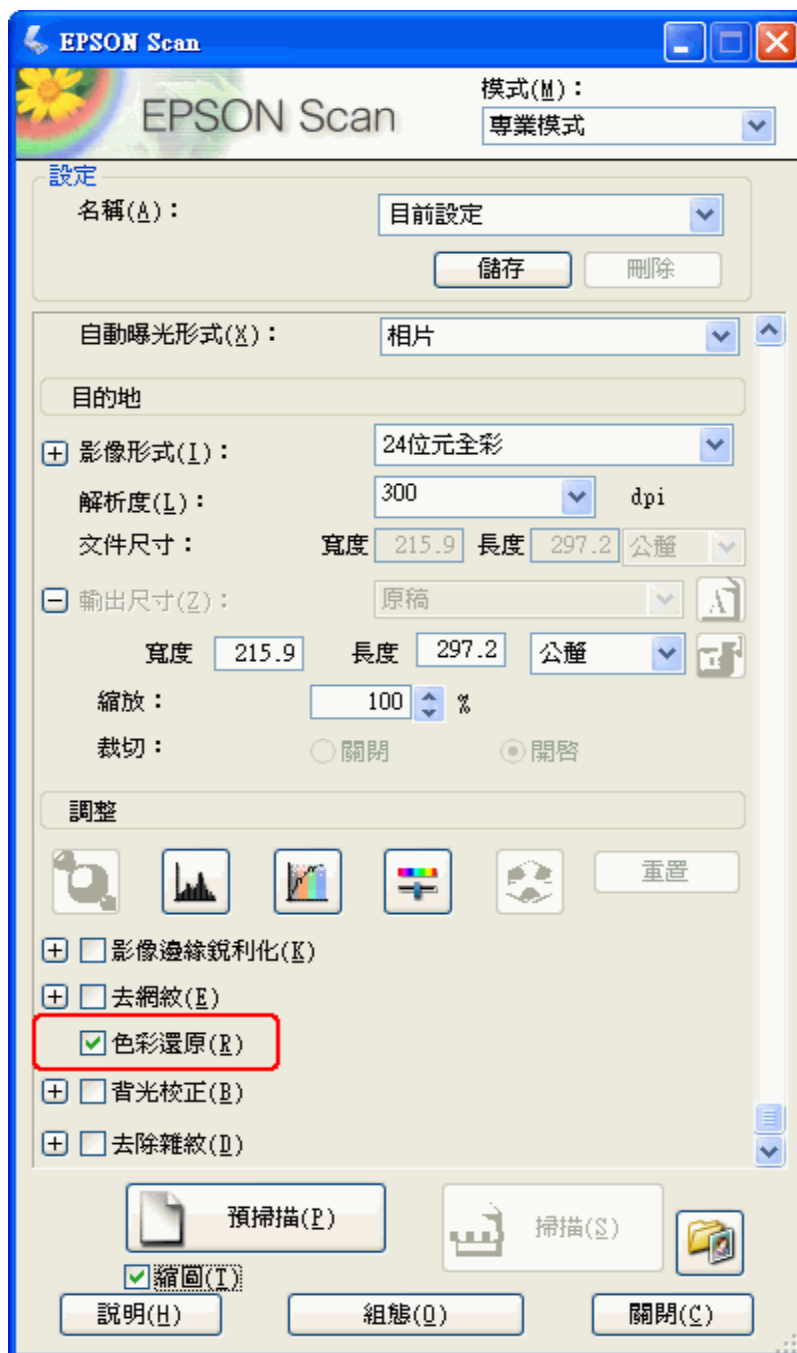 EPSON Scan
EPSON Scan
模式(M)：
專業模式
設定
名稱(A)：
目前設定
儲存
刪除
自動曝光形式(X)：
相片
目的地
影像形式(I)：
24位元全彩
解析度(L)：
300
dpi
文件尺寸：
寬度 215.9 長度 297.2 公釐
輸出尺寸(Z)：
原稿
寬度 215.9 長度 297.2 公釐
縮放：
100 %
裁切：
關閉
開啓
調整
重置
影像邊緣銳利化(K)
去網紋(E)
色彩還原(R)
背光校正(B)
去除雜紋(D)
預掃描(P)
掃描(S)
縮圖(T)
說明(H)
組態(O)
關閉(C)